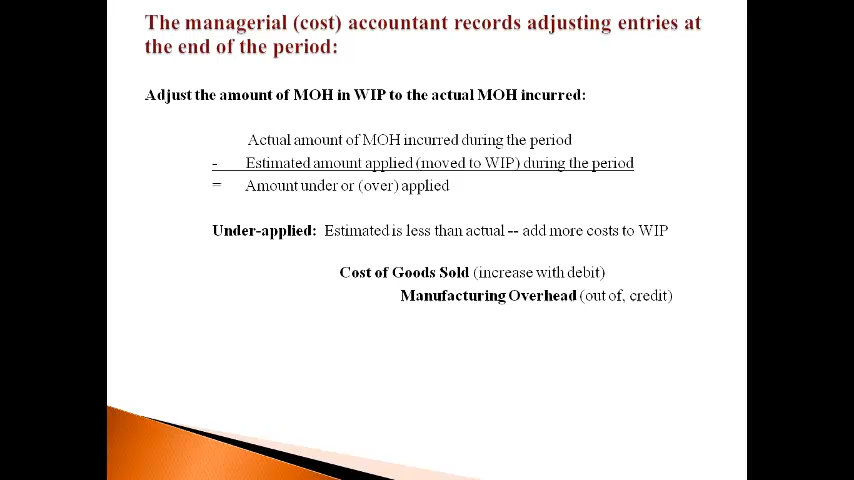 The managerial (cost) accountant records adjusting entries at
the end of the period:
Adjust the amount of MOH in WIP to the actual MOH incurred:
Actual amount of MOH incurred during the period
- Estimated amount applied (moved to WIP) during the period
= Amount under or (over) applied
Under-applied: Estimated is less than actual -- add more costs to WIP
Cost of Goods Sold (increase with debit)
Manufacturing Overhead (out of, credit)